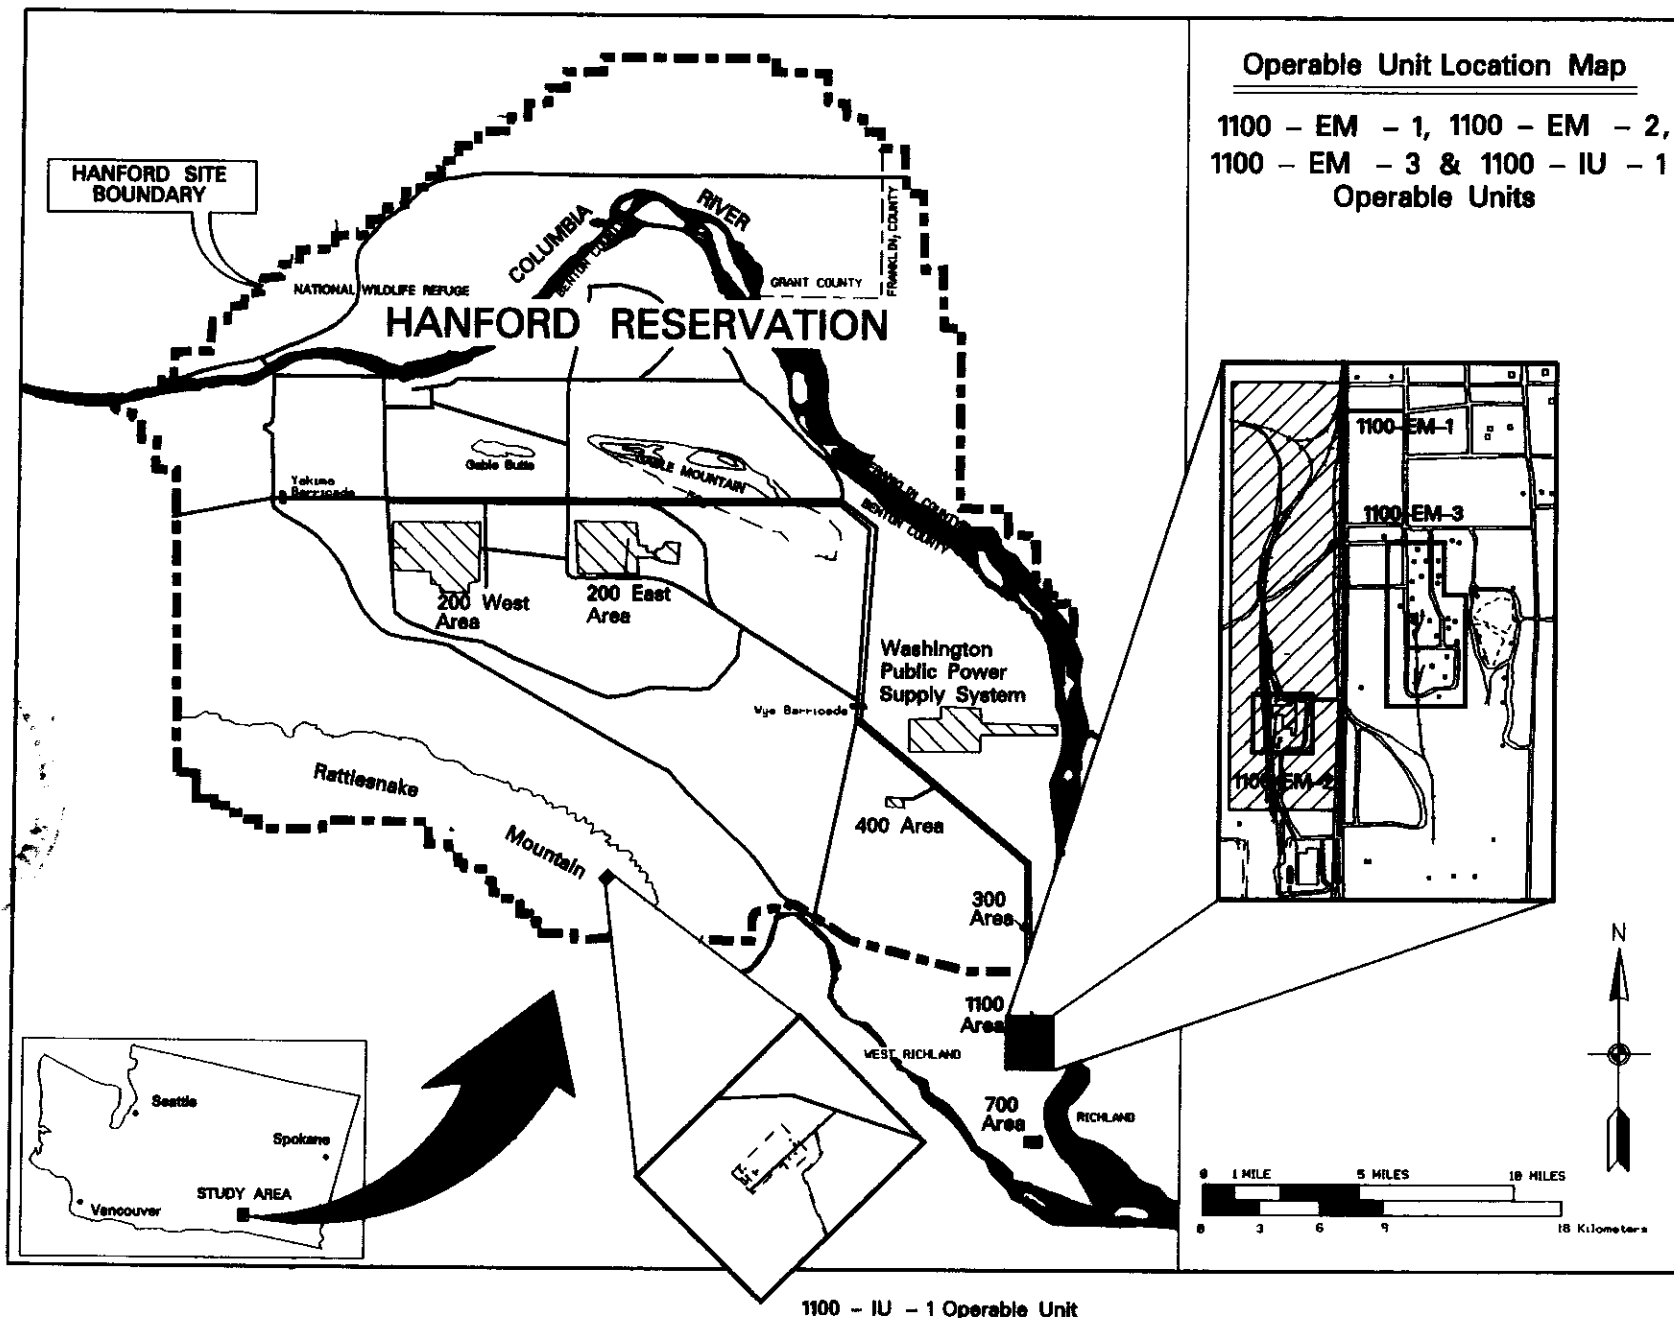 Operable Unit Location Map
1100 - EM - 1, 1100 - EM - 2,
1100 - EM - 3 & 1100 - IU - 1
Operable Units
HANFORD SITE
BOUNDARY
COLUMBIA
RIVER
BENTON COUNTY
FRANKLIN COUNTY
GRANT COUNTY
NATIONAL WILDLIFE REFUGE
HANFORD RESERVATION
Gable Butte
GABLE MOUNTAIN
Yakima
Barricade
FRANKLIN COUNTY
BENTON COUNTY
200 West
Area
200 East
Area
Washington
Public Power
Supply System
Wye Barricade
Rattlesnake
Mountain
400 Area
300
Area
1100
Area
WEST RICHLAND
700
Area
RICHLAND
1100-EM-1
1100-EM-3
1100-EM-2
N
Seattle
Spokane
STUDY AREA
Vancouver
0 1 MILE 5 MILES 10 MILES
0 3 6 9 18 Kilometers
1100 - IU - 1 Operable Unit